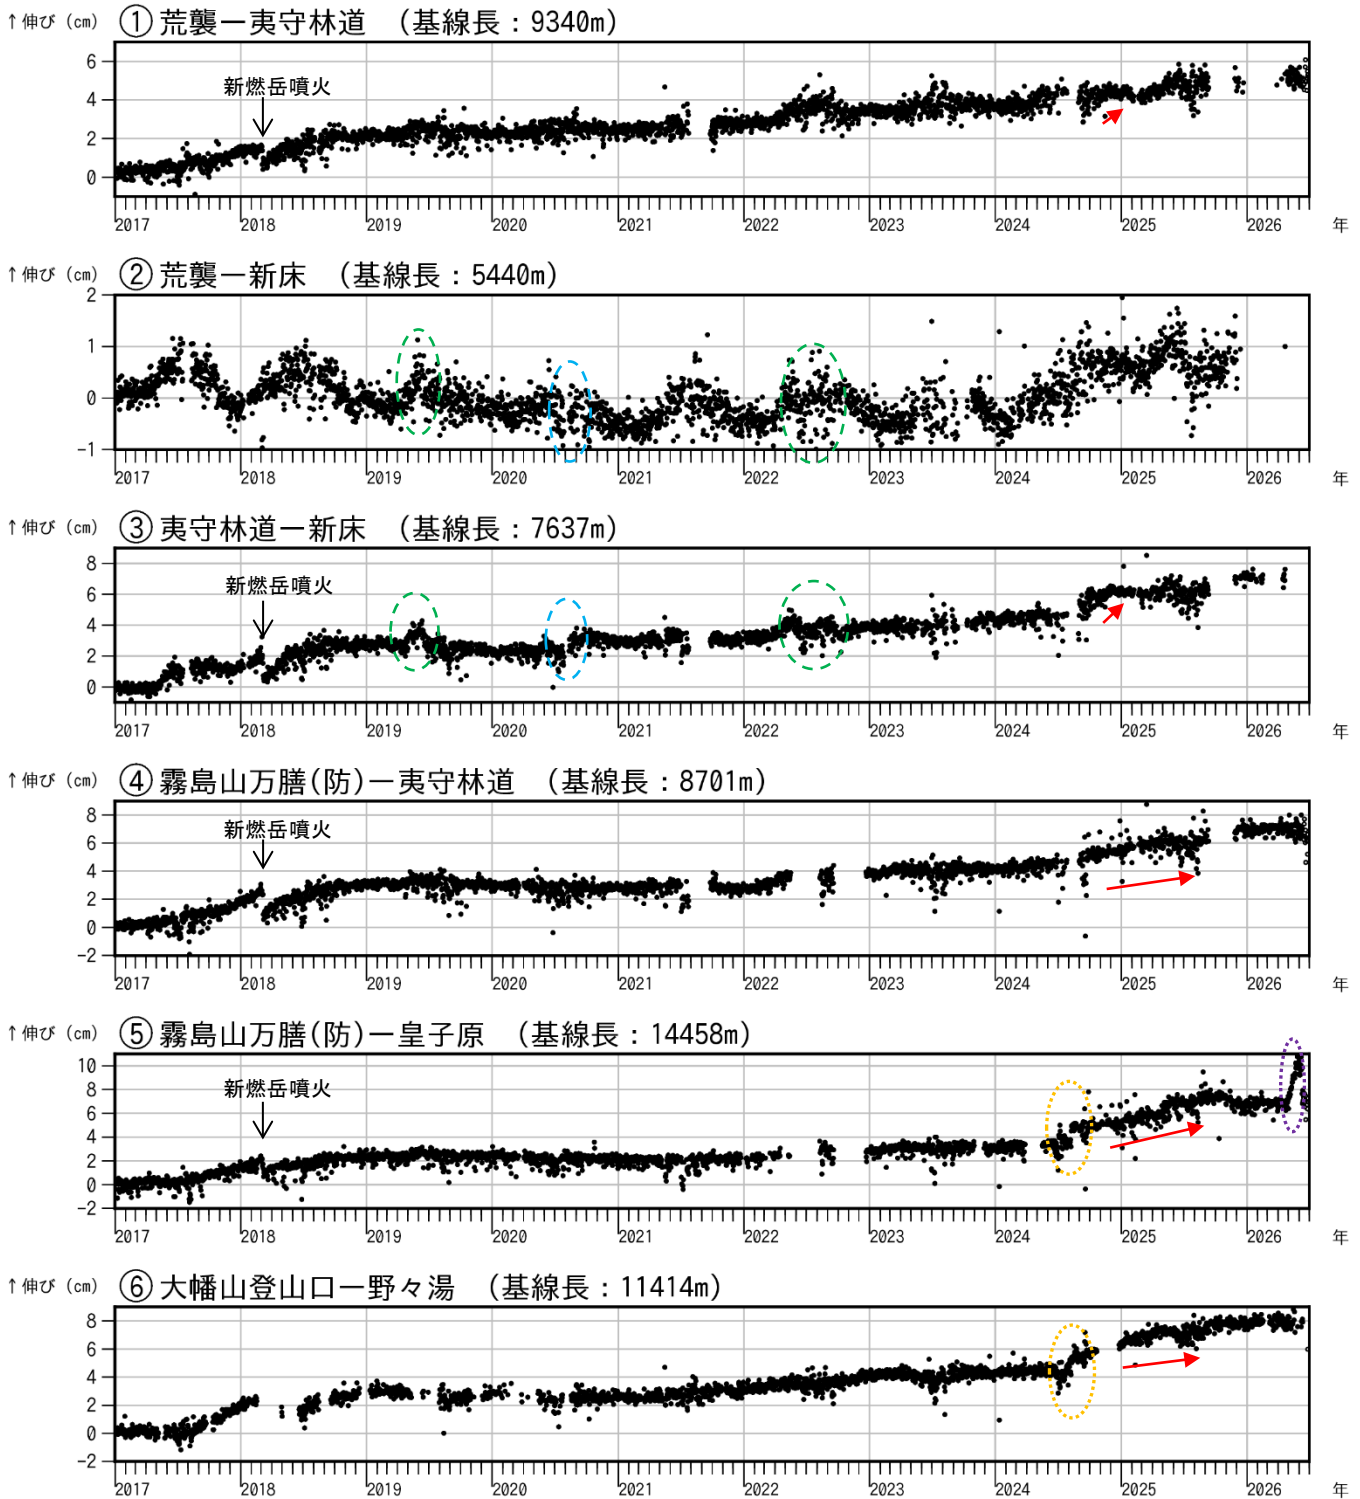 ↑伸び（cm） ①荒襲－夷守林道　（基線長：9340m）
新燃岳噴火
6
4
2
0
2017 2018 2019 2020 2021 2022 2023 2024 2025 2026 年
↑伸び（cm） ②荒襲－新床　（基線長：5440m）
2
1
0
-1
2017 2018 2019 2020 2021 2022 2023 2024 2025 2026 年
↑伸び（cm） ③夷守林道－新床　（基線長：7637m）
新燃岳噴火
8
6
4
2
0
2017 2018 2019 2020 2021 2022 2023 2024 2025 2026 年
↑伸び（cm） ④霧島山万膳(防)－夷守林道　（基線長：8701m）
新燃岳噴火
8
6
4
2
0
-2
2017 2018 2019 2020 2021 2022 2023 2024 2025 2026 年
↑伸び（cm） ⑤霧島山万膳(防)－皇子原　（基線長：14458m）
新燃岳噴火
10
8
6
4
2
0
-2
2017 2018 2019 2020 2021 2022 2023 2024 2025 2026 年
↑伸び（cm） ⑥大幡山登山口－野々湯　（基線長：11414m）
8
6
4
2
0
-2
2017 2018 2019 2020 2021 2022 2023 2024 2025 2026 年